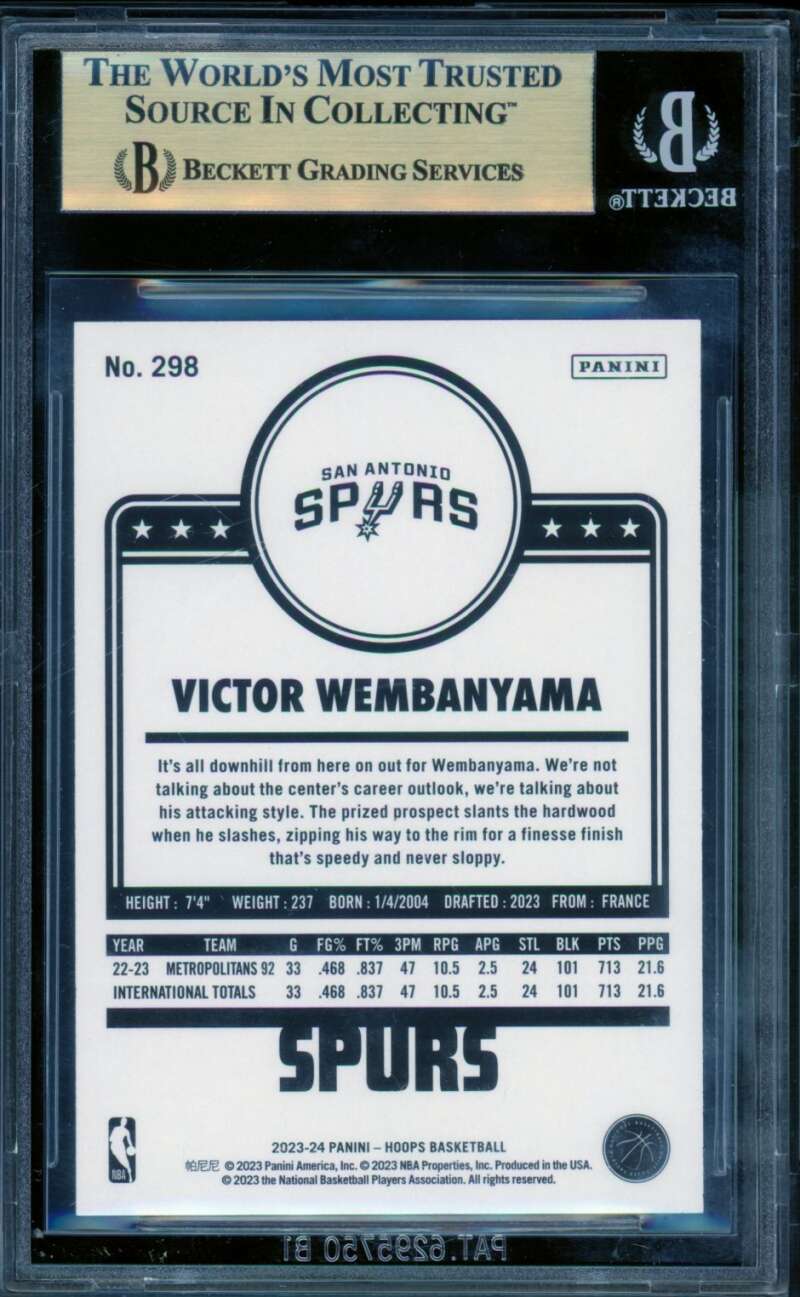 THE WORLD'S MOST TRUSTED
SOURCE IN COLLECTING™
B BECKETT GRADING SERVICES
B
BECKETT®
No. 298
PANINI
SAN ANTONIO
SPURS
VICTOR WEMBANYAMA
It's all downhill from here on out for Wembanyama. We're not
talking about the center's career outlook, we're talking about
his attacking style. The prized prospect slants the hardwood
when he slashes, zipping his way to the rim for a finesse finish
that's speedy and never sloppy.
HEIGHT : 7'4" WEIGHT : 237 BORN : 1/4/2004 DRAFTED : 2023 FROM : FRANCE
YEAR TEAM G FG% FT% 3PM RPG APG STL BLK PTS PPG
22-23 METROPOLITANS 92 33 .468 .837 47 10.5 2.5 24 101 713 21.6
INTERNATIONAL TOTALS 33 .468 .837 47 10.5 2.5 24 101 713 21.6
SPURS
NBA
2023-24 PANINI – HOOPS BASKETBALL
帕尼尼 © 2023 Panini America, Inc. © 2023 NBA Properties, Inc. Produced in the USA.
© 2023 the National Basketball Players Association. All rights reserved.
PAT.6295750 B1